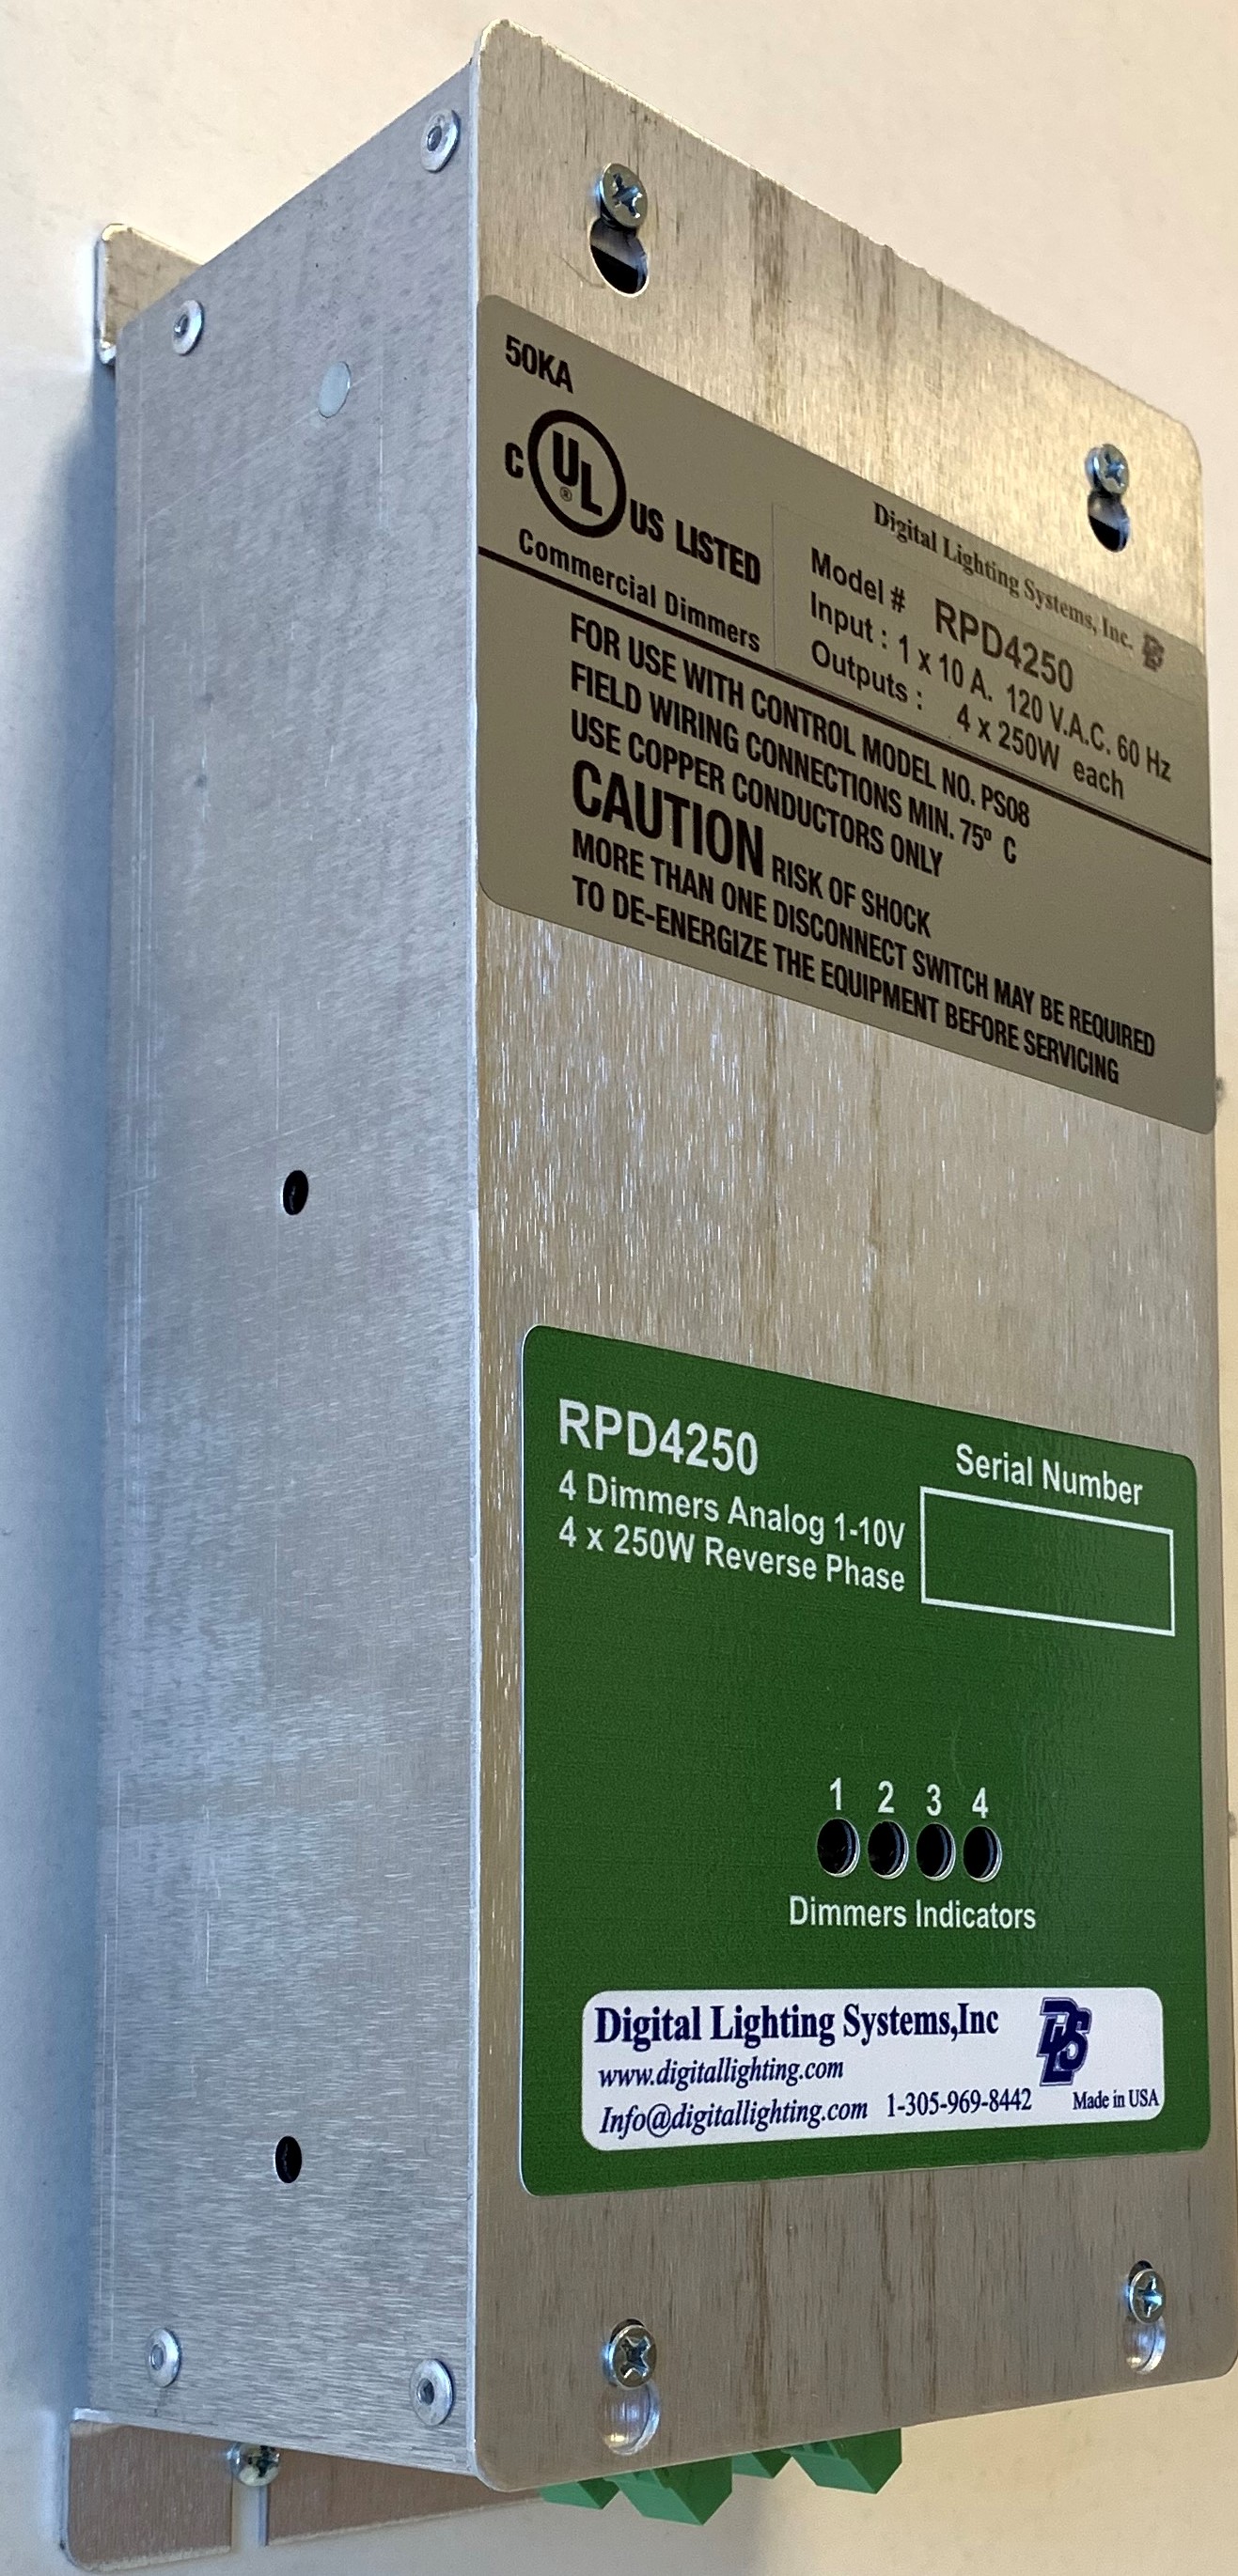 50KA
C UL ® US LISTED
Commercial Dimmers
Digital Lighting Systems, Inc. DLS
Model # RPD4250
Input : 1 x 10 A. 120 V.A.C. 60 Hz
Outputs : 4 x 250W each
FOR USE WITH CONTROL MODEL NO. PS08
FIELD WIRING CONNECTIONS MIN. 75º C
USE COPPER CONDUCTORS ONLY
CAUTION RISK OF SHOCK
MORE THAN ONE DISCONNECT SWITCH MAY BE REQUIRED
TO DE-ENERGIZE THE EQUIPMENT BEFORE SERVICING
RPD4250
4 Dimmers Analog 1-10V
4 x 250W Reverse Phase
Serial Number
1 2 3 4
Dimmers Indicators
Digital Lighting Systems,Inc DLS
www.digitallighting.com
Info@digitallighting.com 1-305-969-8442 Made in USA